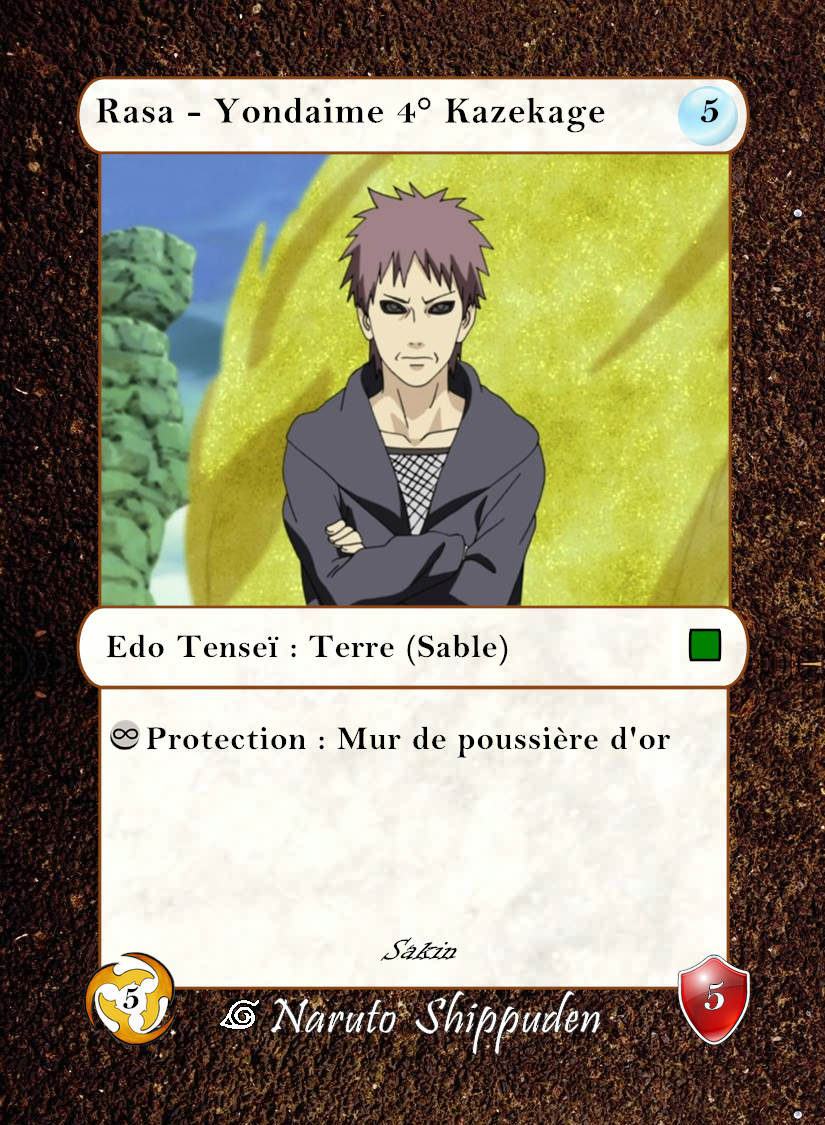 Rasa - Yondaime 4° Kazekage
5
Edo Tenseï : Terre (Sable)
∞ Protection : Mur de poussière d'or
Sakin
5
Naruto Shippuden
5